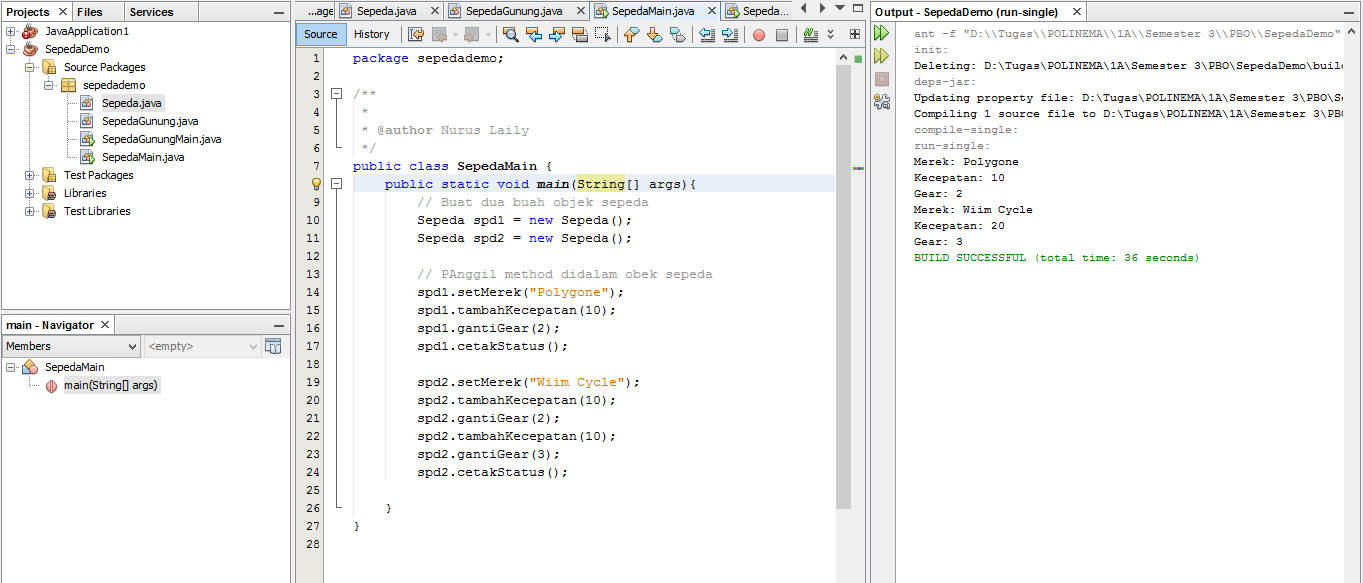 Projects Files Services
JavaApplication1
SepedaDemo
Source Packages
sepedademo
Sepeda.java
SepedaGunung.java
SepedaGunungMain.java
SepedaMain.java
Test Packages
Libraries
Test Libraries
main - Navigator
Members <empty>
SepedaMain
main(String[] args)
...age Sepeda.java SepedaGunung.java SepedaMain.java Sepeda...
Source History
1 package sepedademo;
2
3 /**
4 *
5 * @author Nurus Laily
6 */
7 public class SepedaMain {
public static void main(String[] args){
9 // Buat dua buah objek sepeda
10 Sepeda spd1 = new Sepeda();
11 Sepeda spd2 = new Sepeda();
12
13 // PAnggil method didalam obek sepeda
14 spd1.setMerek("Polygone");
15 spd1.tambahKecepatan(10);
16 spd1.gantiGear(2);
17 spd1.cetakStatus();
18
19 spd2.setMerek("Wiim Cycle");
20 spd2.tambahKecepatan(10);
21 spd2.gantiGear(2);
22 spd2.tambahKecepatan(10);
23 spd2.gantiGear(3);
24 spd2.cetakStatus();
25
26 }
27 }
28
Output - SepedaDemo (run-single)
ant -f "D:\\Tugas\\POLINEMA\\1A\\Semester 3\\PBO\\SepedaDemo"
init:
Deleting: D:\Tugas\POLINEMA\1A\Semester 3\PBO\SepedaDemo\buil
deps-jar:
Updating property file: D:\Tugas\POLINEMA\1A\Semester 3\PBO\S
Compiling 1 source file to D:\Tugas\POLINEMA\1A\Semester 3\PB
compile-single:
run-single:
Merek: Polygone
Kecepatan: 10
Gear: 2
Merek: Wiim Cycle
Kecepatan: 20
Gear: 3
BUILD SUCCESSFUL (total time: 36 seconds)